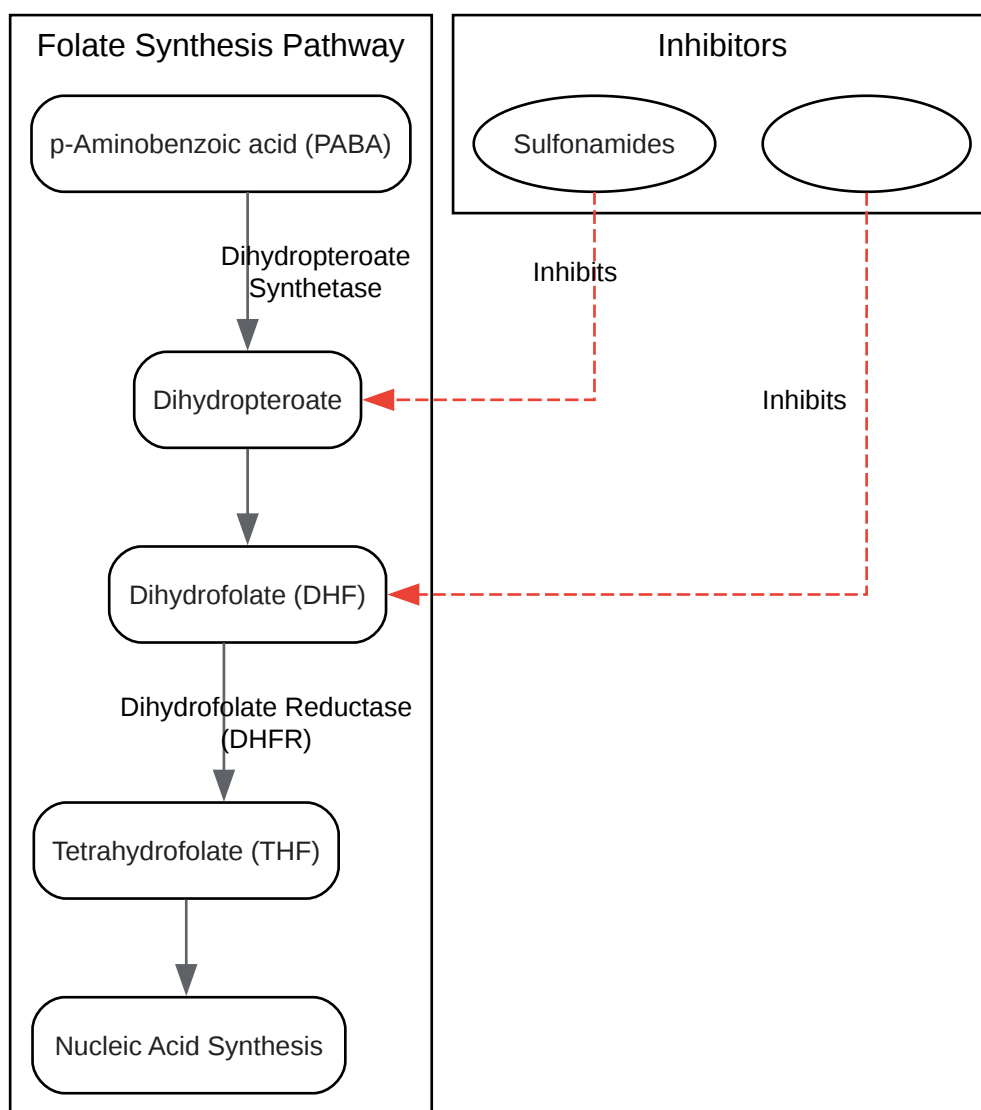 Folate Synthesis Pathway
Inhibitors
p-Aminobenzoic acid (PABA)
Sulfonamides
Dihydropteroate
Synthetase
Inhibits
Dihydropteroate
Inhibits
Dihydrofolate (DHF)
Dihydrofolate Reductase
(DHFR)
Tetrahydrofolate (THF)
Nucleic Acid Synthesis